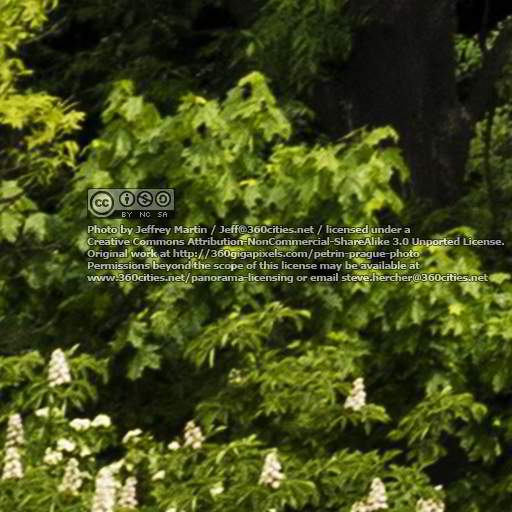 cc BY NC SA
Photo by Jeffrey Martin / Jeff@360cities.net / licensed under a
Creative Commons Attribution-NonCommercial-ShareAlike 3.0 Unported License.
Original work at http://360gigapixels.com/petrin-prague-photo
Permissions beyond the scope of this license may be available at
www.360cities.net/panorama-licensing or email steve.hercher@360cities.net